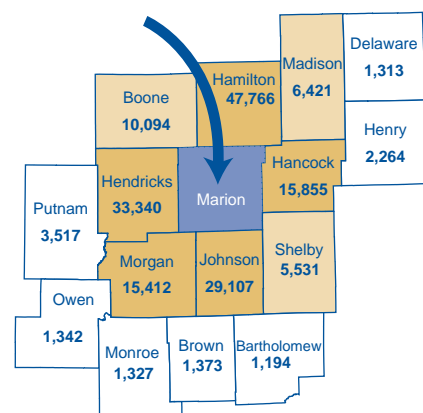 Delaware
1,313
Madison
6,421
Hamilton
47,766
Boone
10,094
Henry
2,264
Hancock
15,855
Hendricks
33,340
Marion
Putnam
3,517
Shelby
5,531
Morgan
15,412
Johnson
29,107
Owen
1,342
Monroe
1,327
Brown
1,373
Bartholomew
1,194